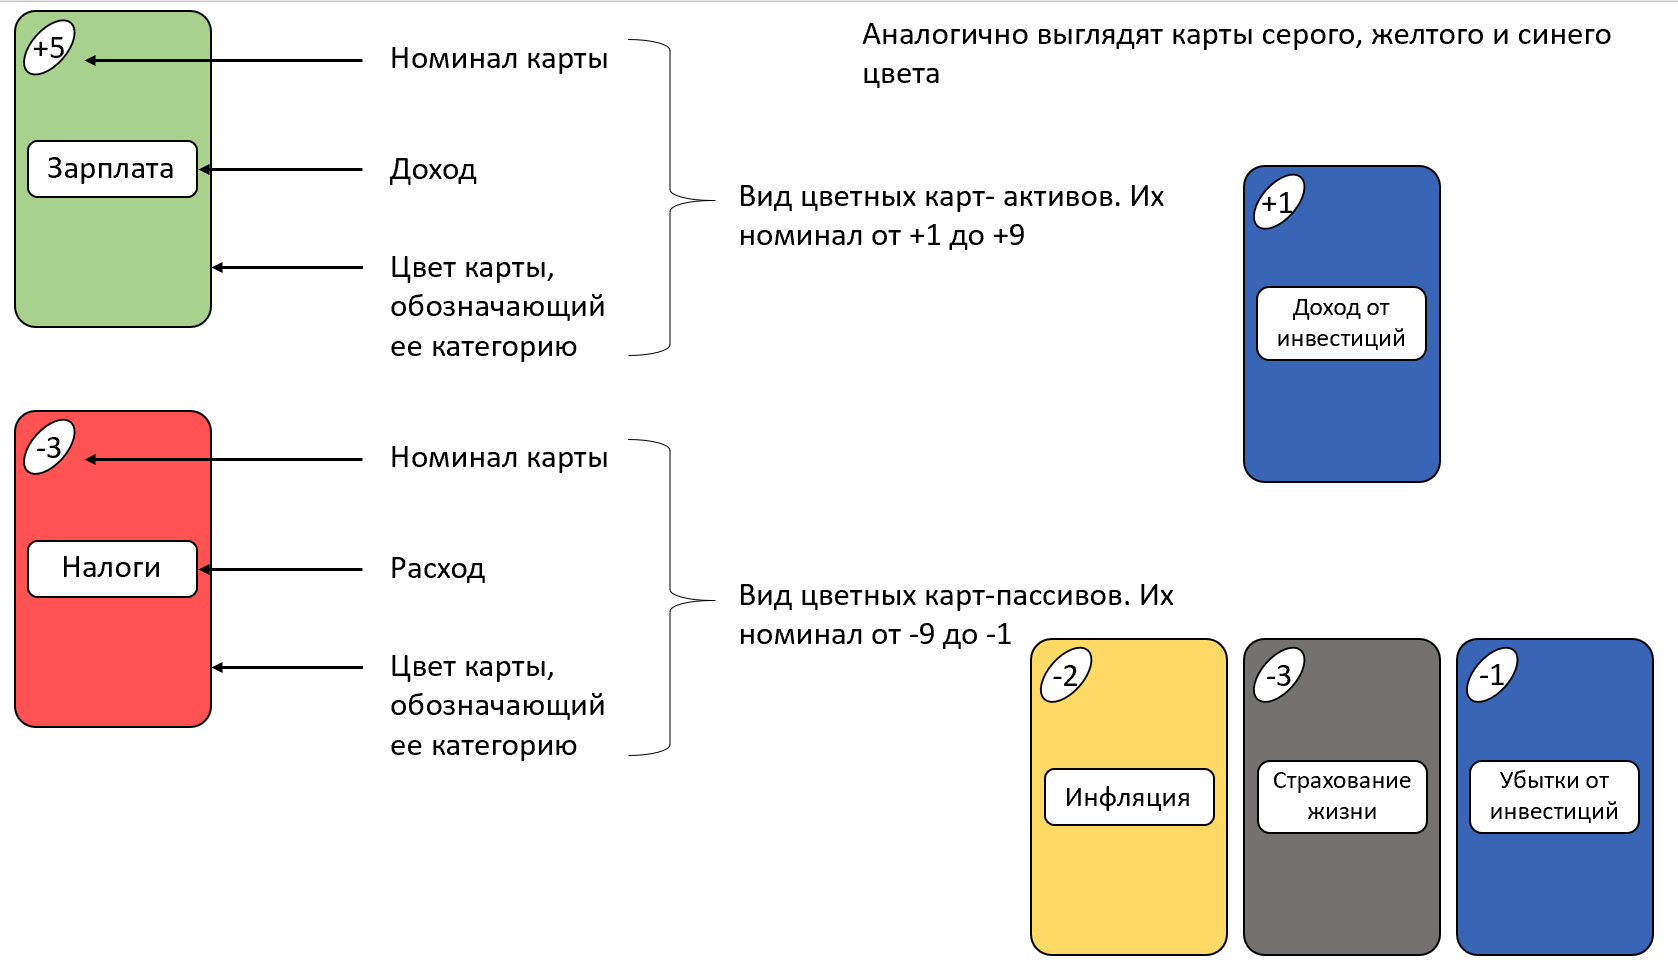 +5
Номинал карты
Зарплата
Доход
Цвет карты,
обозначающий
ее категорию
Вид цветных карт- активов. Их
номинал от +1 до +9
Аналогично выглядят карты серого, желтого и синего
цвета
+1
Доход от
инвестиций
-3
Номинал карты
Налоги
Расход
Цвет карты,
обозначающий
ее категорию
Вид цветных карт-пассивов. Их
номинал от -9 до -1
-2
Инфляция
-3
Страхование
жизни
-1
Убытки от
инвестиций